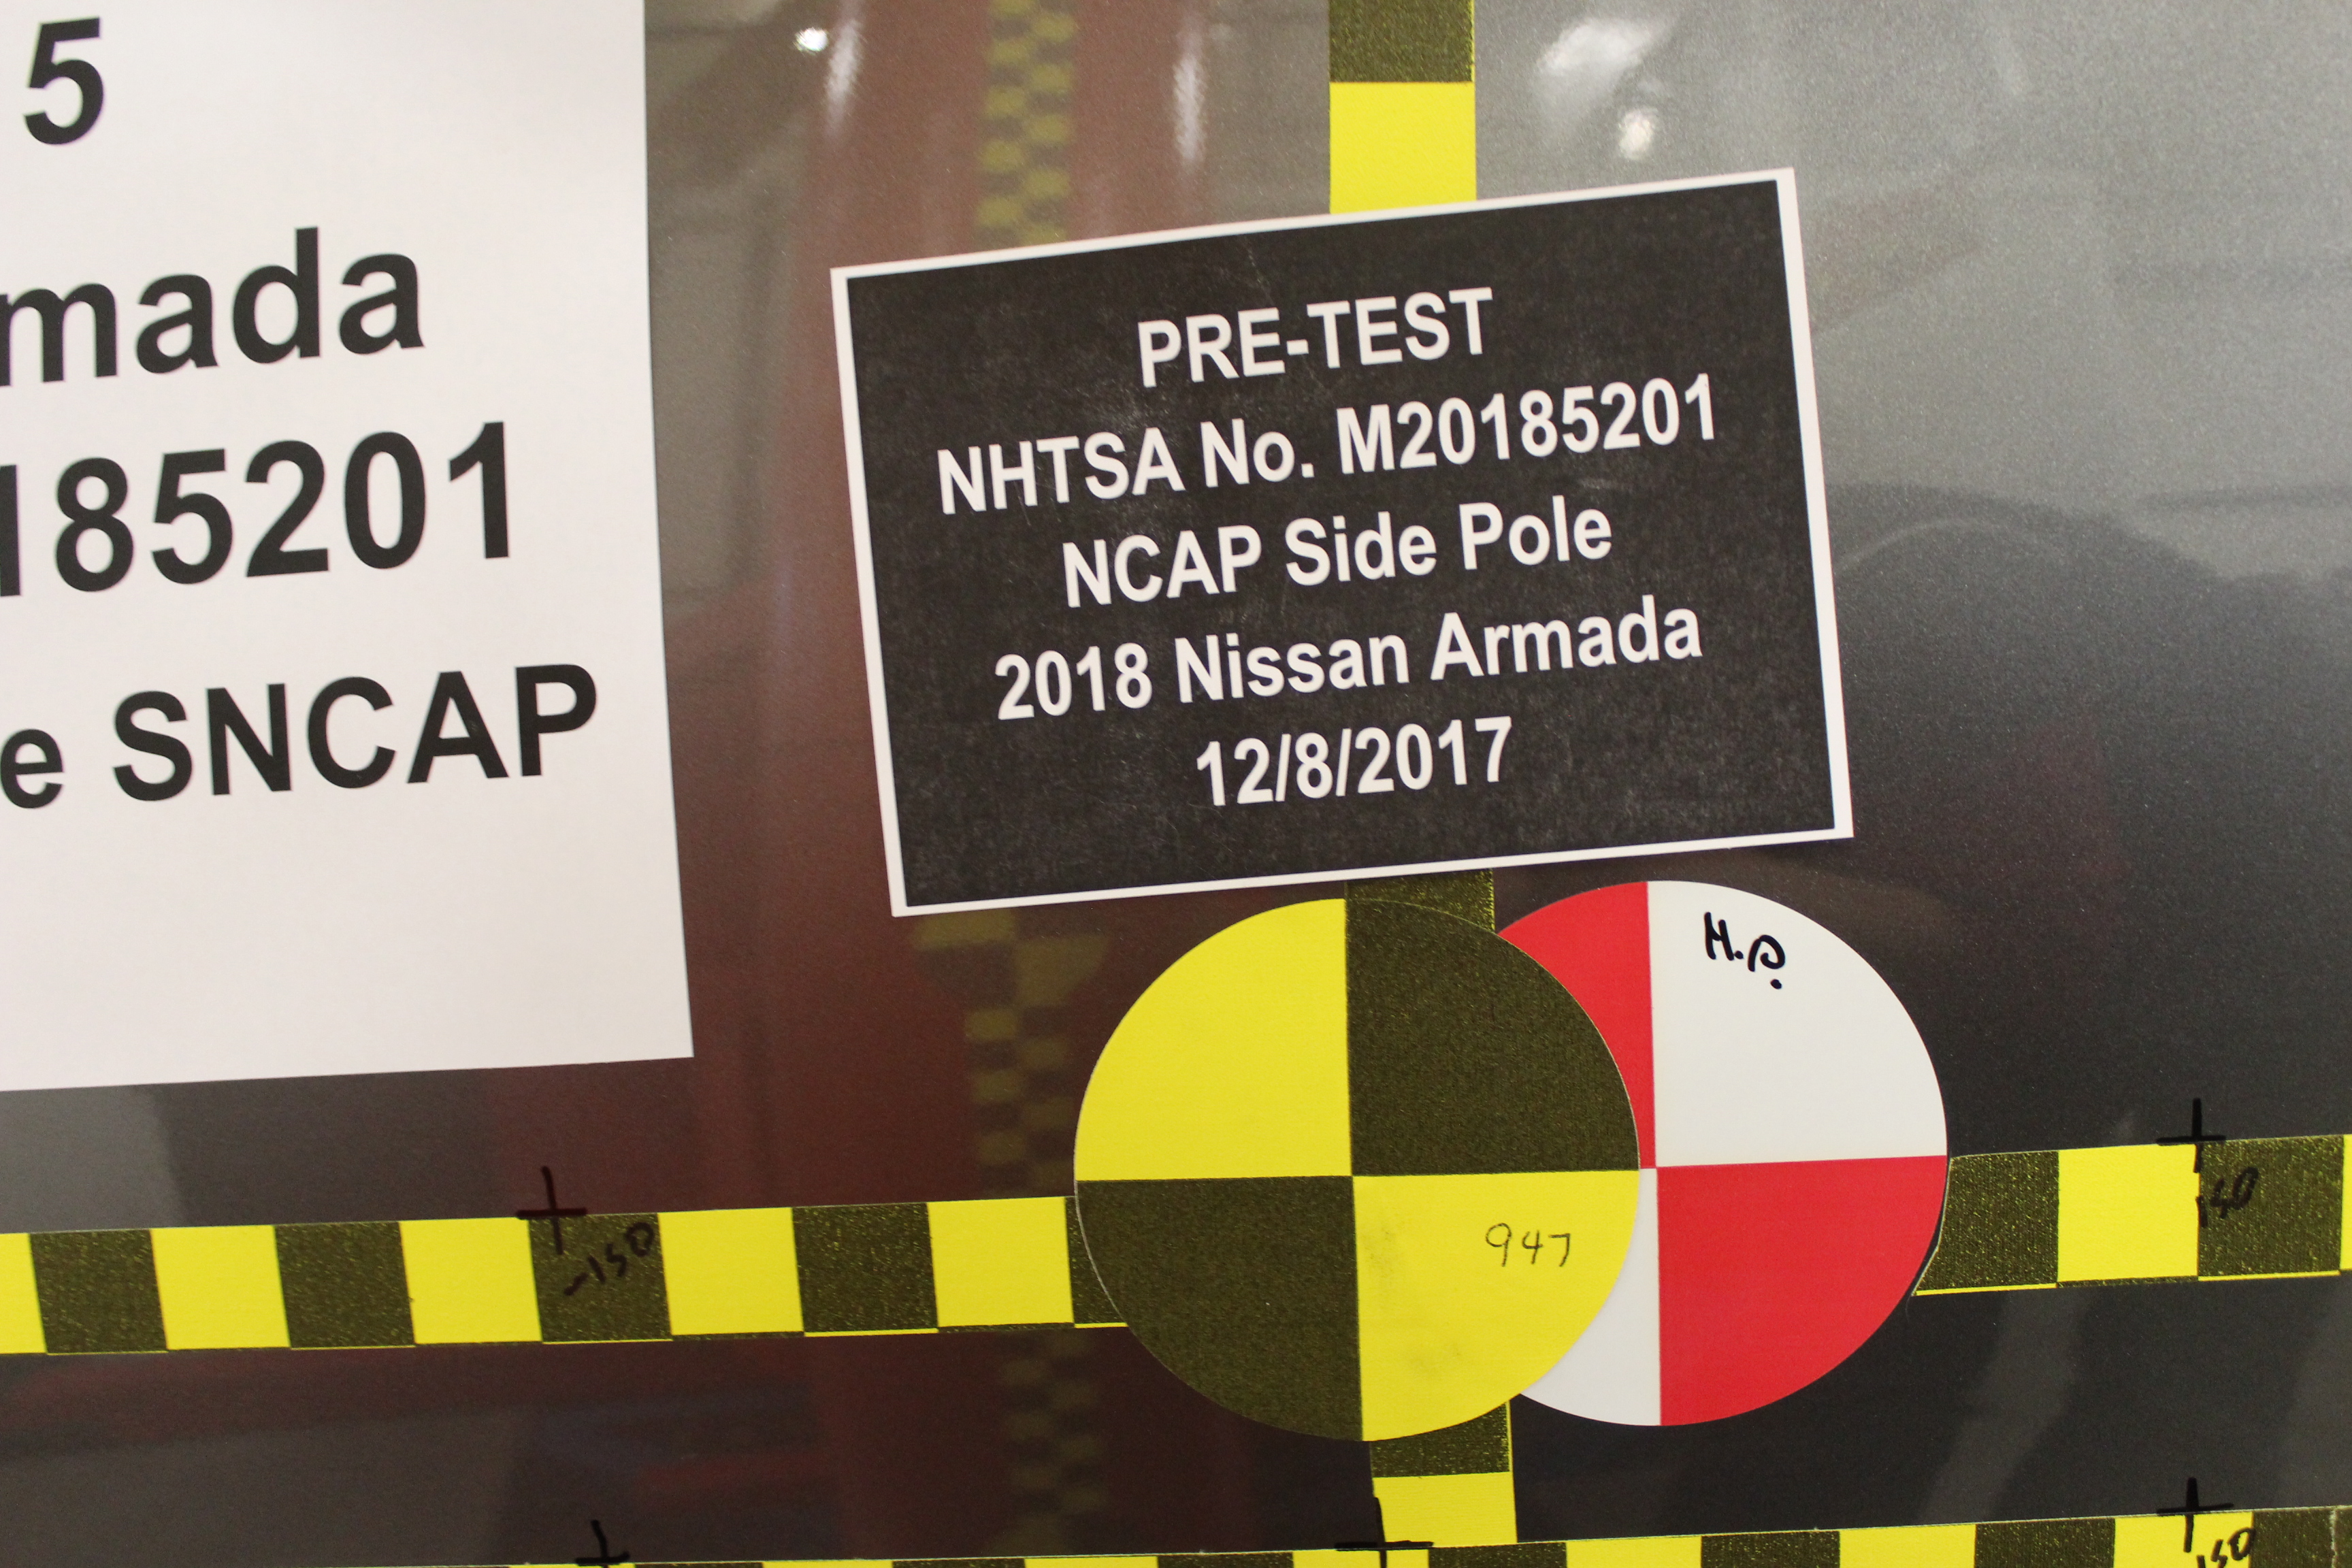 5
mada
185201
e SNCAP
PRE-TEST
NHTSA No. M20185201
NCAP Side Pole
2018 Nissan Armada
12/8/2017
H.P.
947
-150
150